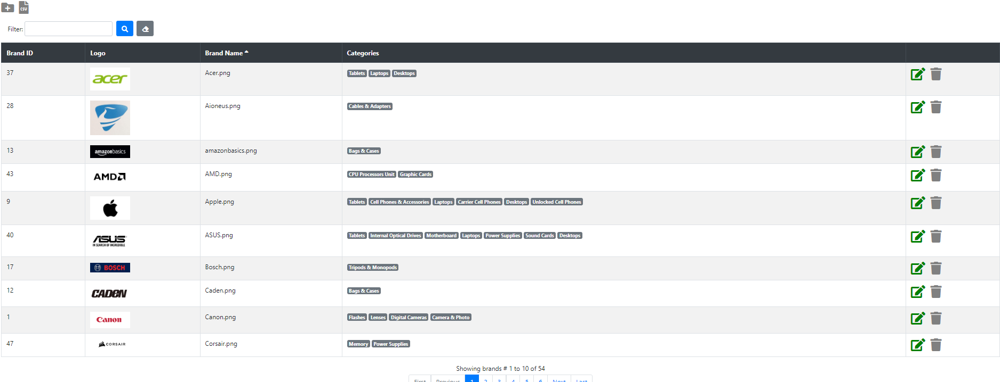 CSV
Filter:
Brand ID Logo Brand Name Categories
37 acer Acer.png Tablets Laptops Desktops
28 Aioneus.png Cables & Adapters
13 amazonbasics amazonbasics.png Bags & Cases
43 AMD AMD.png CPU Processors Unit Graphic Cards
9 Apple.png Tablets Cell Phones & Accessories Laptops Carrier Cell Phones Desktops Unlocked Cell Phones
40 ASUS ASUS.png Tablets Internal Optical Drives Motherboard Laptops Power Supplies Sound Cards Desktops
IN SEARCH OF INCREDIBLE
17 BOSCH Bosch.png Tripods & Monopods
12 CADEN Caden.png Bags & Cases
1 Canon Canon.png Flashes Lenses Digital Cameras Camera & Photo
47 CORSAIR Corsair.png Memory Power Supplies
Showing brands # 1 to 10 of 54
First Previous 1 2 3 4 5 6 Next Last